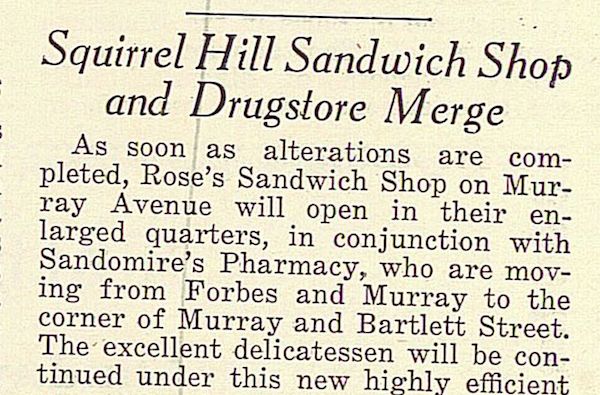 Squirrel Hill Sandwich Shop
and Drugstore Merge
As soon as alterations are com-
pleted, Rose's Sandwich Shop on Mur-
ray Avenue will open in their en-
larged quarters, in conjunction with
Sandomire's Pharmacy, who are mov-
ing from Forbes and Murray to the
corner of Murray and Bartlett Street.
The excellent delicatessen will be con-
tinued under this new highly efficient